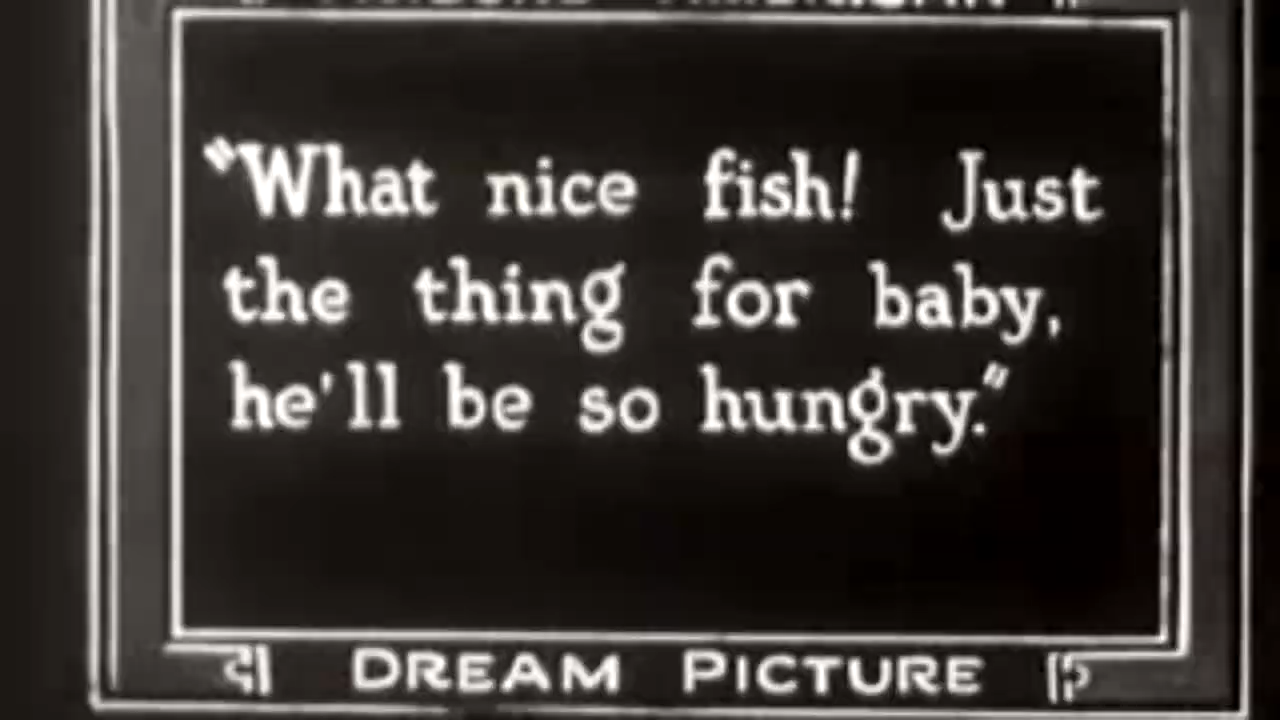 "What nice fish! Just
the thing for baby,
he'll be so hungry."
DREAM PICTURE